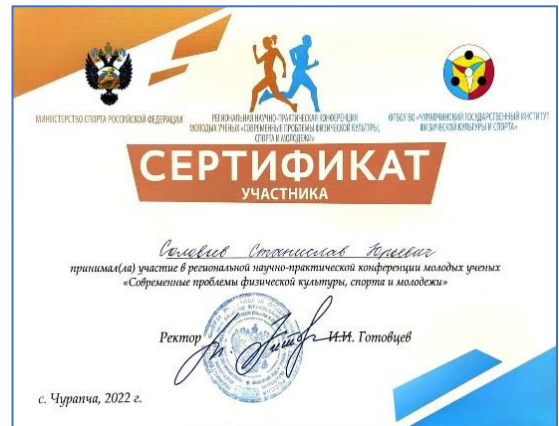 МИНИСТЕРСТВО СПОРТА РОССИЙСКОЙ ФЕДЕРАЦИИ
РЕГИОНАЛЬНАЯ НАУЧНО-ПРАКТИЧЕСКАЯ КОНФЕРЕНЦИЯ
МОЛОДЫХ УЧЕНЫХ «СОВРЕМЕННЫЕ ПРОБЛЕМЫ ФИЗИЧЕСКОЙ КУЛЬТУРЫ,
СПОРТА И МОЛОДЕЖИ»
ФГБОУ ВО «ЧУРАПЧИНСКИЙ ГОСУДАРСТВЕННЫЙ ИНСТИТУТ
ФИЗИЧЕСКОЙ КУЛЬТУРЫ И СПОРТА»
СЕРТИФИКАТ
УЧАСТНИКА
Станислав Юрьевич
принимал(ла) участие в региональной научно-практической конференции молодых ученых
«Современные проблемы физической культуры, спорта и молодежи»
Ректор И.И. Готовцев
с. Чурапча, 2022 г.